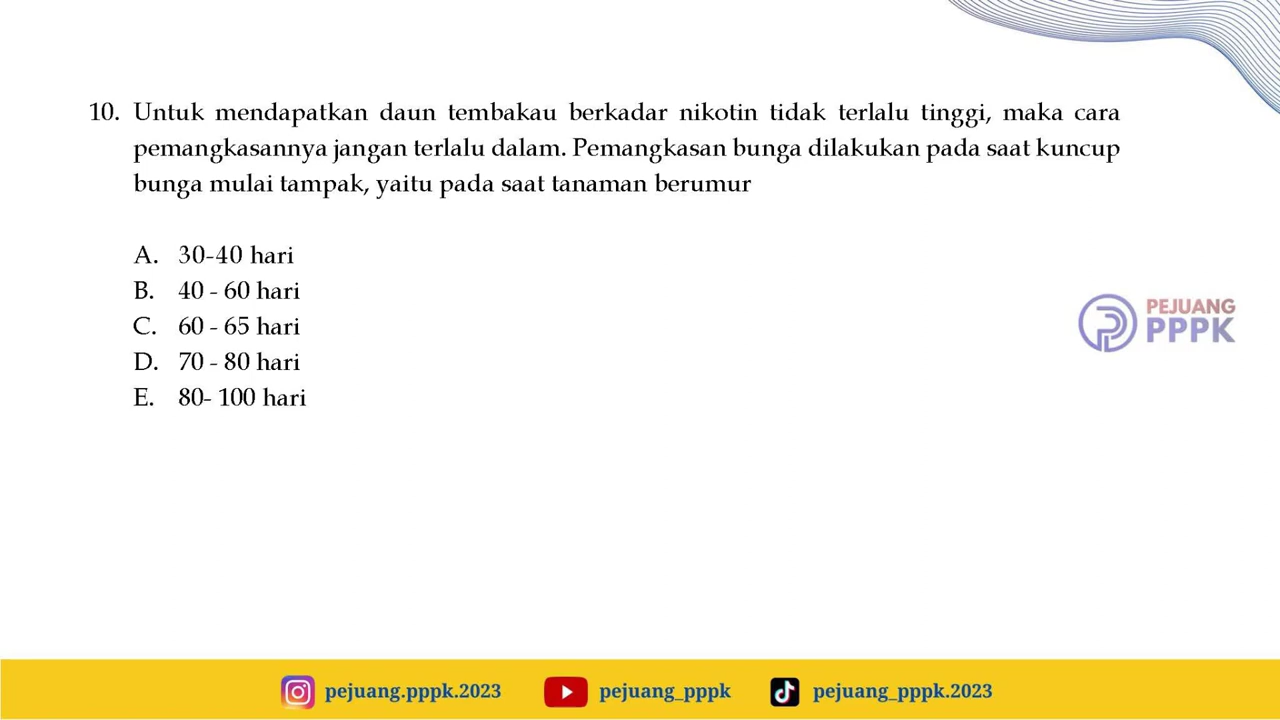 10. Untuk mendapatkan daun tembakau berkadar nikotin tidak terlalu tinggi, maka cara
pemangkasannya jangan terlalu dalam. Pemangkasan bunga dilakukan pada saat kuncup
bunga mulai tampak, yaitu pada saat tanaman berumur
A. 30-40 hari
B. 40 - 60 hari
C. 60 - 65 hari
D. 70 - 80 hari
E. 80- 100 hari
PEJUANG
PPPK
pejuang.pppk.2023 pejuang_pppk pejuang_pppk.2023